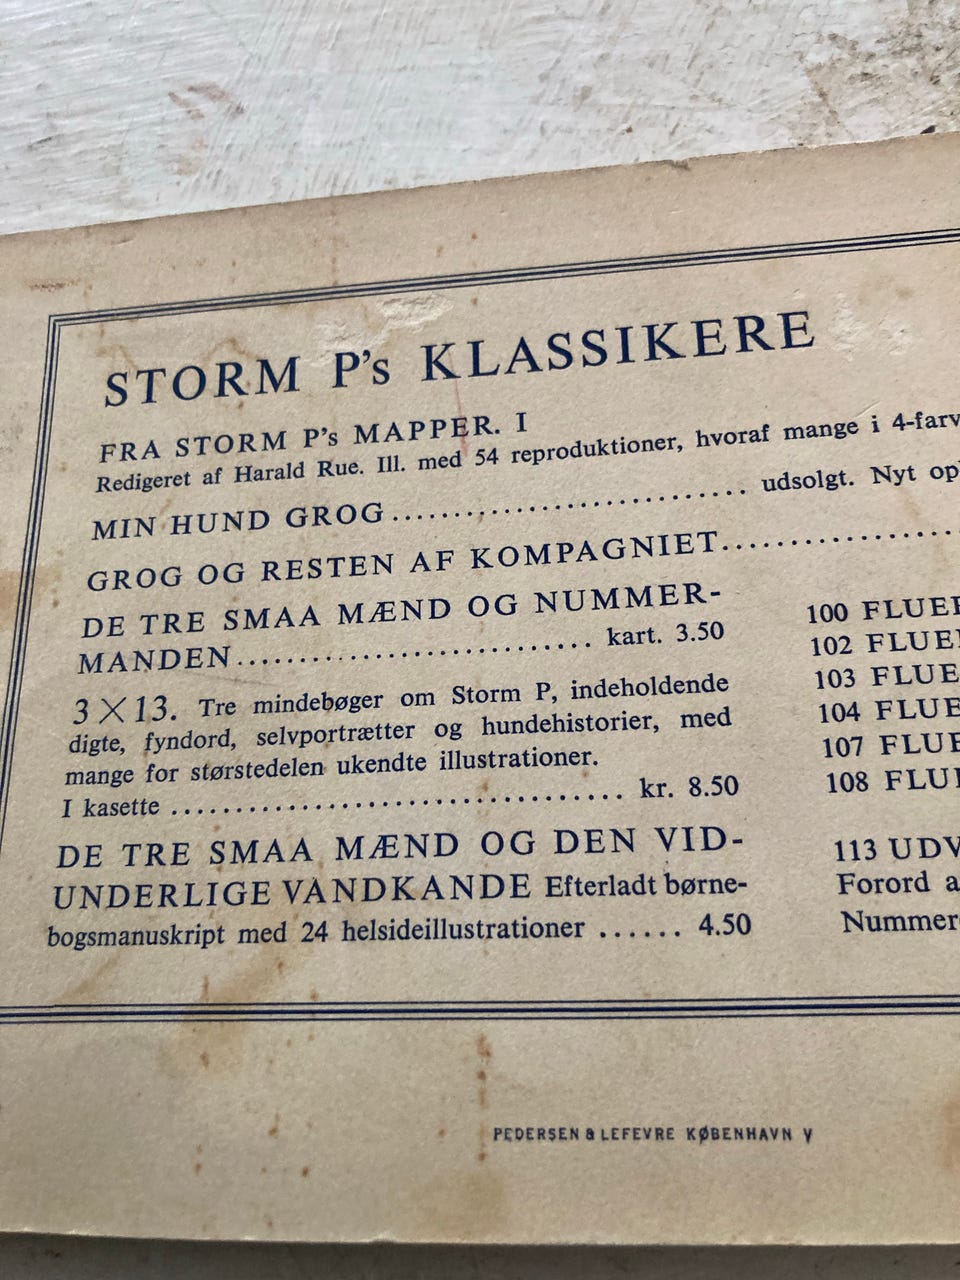 STORM P's KLASSIKERE
FRA STORM P's MAPPER. I
Redigeret af Harald Rue. Ill. med 54 reproduktioner, hvoraf mange i 4-farv
MIN HUND GROG .............................. udsolgt. Nyt op
GROG OG RESTEN AF KOMPAGNIET....................
DE TRE SMAA MÆND OG NUMMER-
MANDEN .............................. kart. 3.50
3 X 13. Tre mindebøger om Storm P, indeholdende
digte, fyndord, selvportrætter og hundehistorier, med
mange for størstedelen ukendte illustrationer.
I kasette .................................... kr. 8.50
DE TRE SMAA MÆND OG DEN VID-
UNDERLIGE VANDKANDE Efterladt børne-
bogsmanuskript med 24 helsideillustrationer ...... 4.50
100 FLUE
102 FLUE
103 FLUE
104 FLUE
107 FLUE
108 FLUE
113 UDV
Forord a
Nummer
PEDERSEN & LEFEVRE KØBENHAVN V